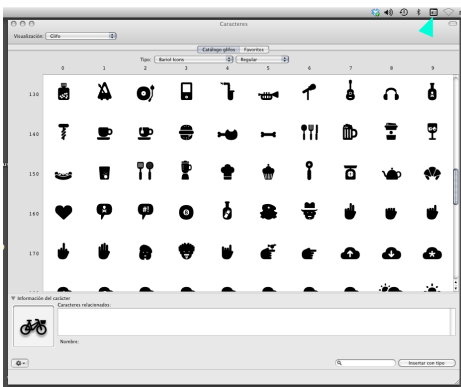 Caracteres
Visualización: Glifo
Catálogo glifos Favoritos
Tipo: Bariol Icons Regular
0 1 2 3 4 5 6 7 8 9
130
140
150
160
170
Información del carácter
Caracteres relacionados:
Nombre:
Insertar con tipo